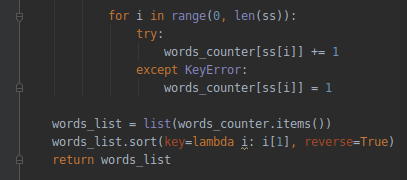 for i in range(0, len(ss)):
try:
words_counter[ss[i]] += 1
except KeyError:
words_counter[ss[i]] = 1
words_list = list(words_counter.items())
words_list.sort(key=lambda i: i[1], reverse=True)
return words_list